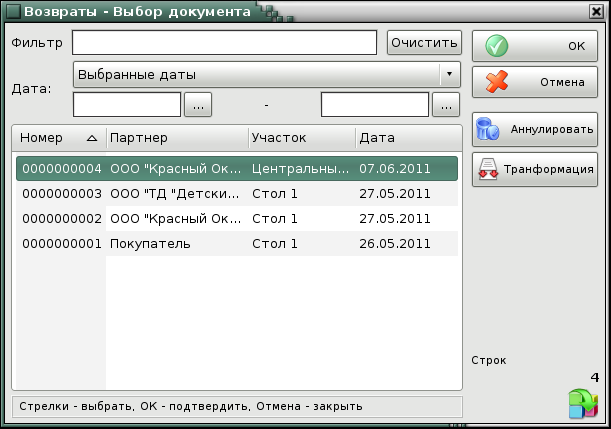 Возвраты - Выбор документа
Фильтр Очистить
Дата: Выбранные даты
... - ...
Номер Партнер Участок Дата
0000000004 ООО "Красный Ок... Центральны... 07.06.2011
0000000003 ООО "ТД "Детски... Стол 1 27.05.2011
0000000002 ООО "Красный Ок... Стол 1 27.05.2011
0000000001 Покупатель Стол 1 26.05.2011
ОК
Отмена
Аннулировать
Транформация
Строк
4
Стрелки - выбрать, ОК - подтвердить, Отмена - закрыть